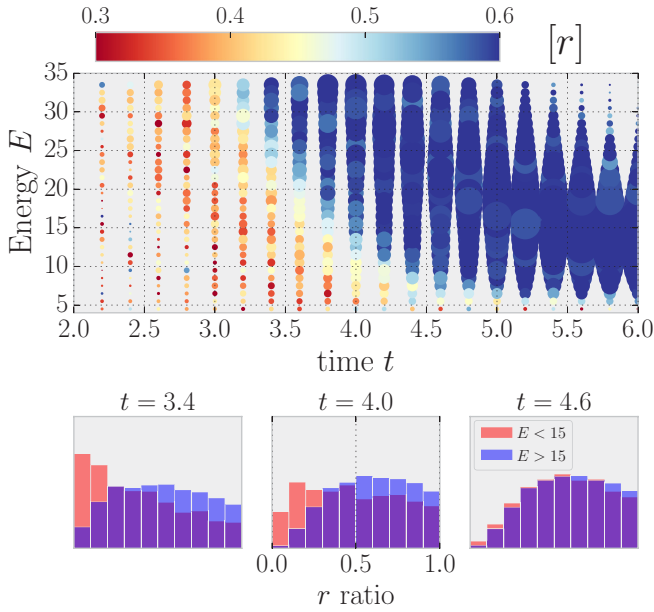 0.3 0.4 0.5 0.6 [r]
Energy E
35
30
25
20
15
10
5
2.0 2.5 3.0 3.5 4.0 4.5 5.0 5.5 6.0
time t
t = 3.4 t = 4.0 t = 4.6
E < 15
E > 15
0.0 0.5 1.0
r ratio